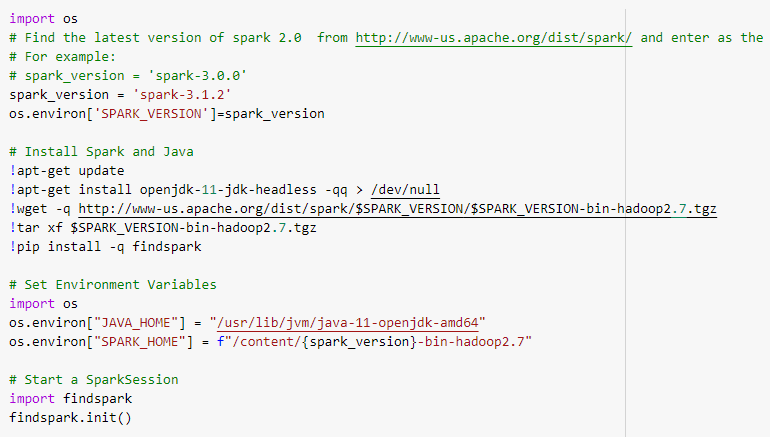 import os
# Find the latest version of spark 2.0  from http://www-us.apache.org/dist/spark/ and enter as the
# For example:
# spark_version = 'spark-3.0.0'
spark_version = 'spark-3.1.2'
os.environ['SPARK_VERSION']=spark_version

# Install Spark and Java
!apt-get update
!apt-get install openjdk-11-jdk-headless -qq > /dev/null
!wget -q http://www-us.apache.org/dist/spark/$SPARK_VERSION/$SPARK_VERSION-bin-hadoop2.7.tgz
!tar xf $SPARK_VERSION-bin-hadoop2.7.tgz
!pip install -q findspark

# Set Environment Variables
import os
os.environ["JAVA_HOME"] = "/usr/lib/jvm/java-11-openjdk-amd64"
os.environ["SPARK_HOME"] = f"/content/{spark_version}-bin-hadoop2.7"

# Start a SparkSession
import findspark
findspark.init()